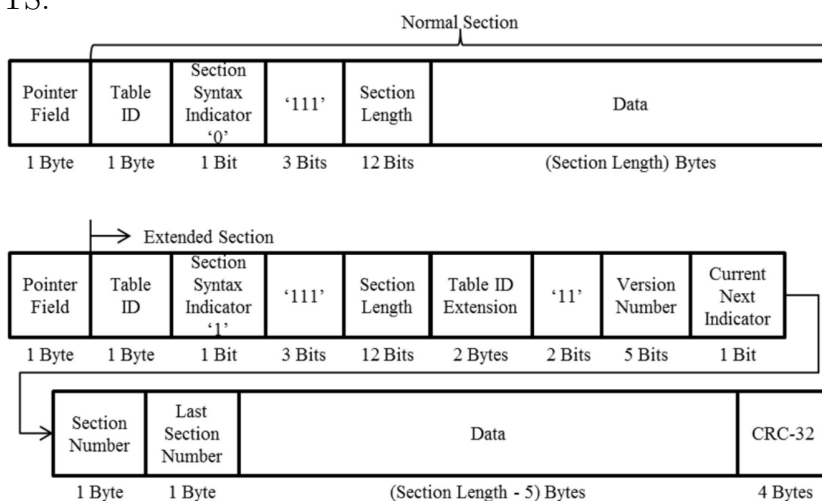 TS.
Normal Section
Pointer Field
Table ID
Section Syntax Indicator ‘0’
‘111’
Section Length
Data
1 Byte
1 Byte
1 Bit
3 Bits
12 Bits
(Section Length) Bytes
Extended Section
Pointer Field
Table ID
Section Syntax Indicator ‘1’
‘111’
Section Length
Table ID Extension
‘11’
Version Number
Current Next Indicator
1 Byte
1 Byte
1 Bit
3 Bits
12 Bits
2 Bytes
2 Bits
5 Bits
1 Bit
Section Number
Last Section Number
Data
CRC-32
1 Byte
1 Byte
(Section Length - 5) Bytes
4 Bytes